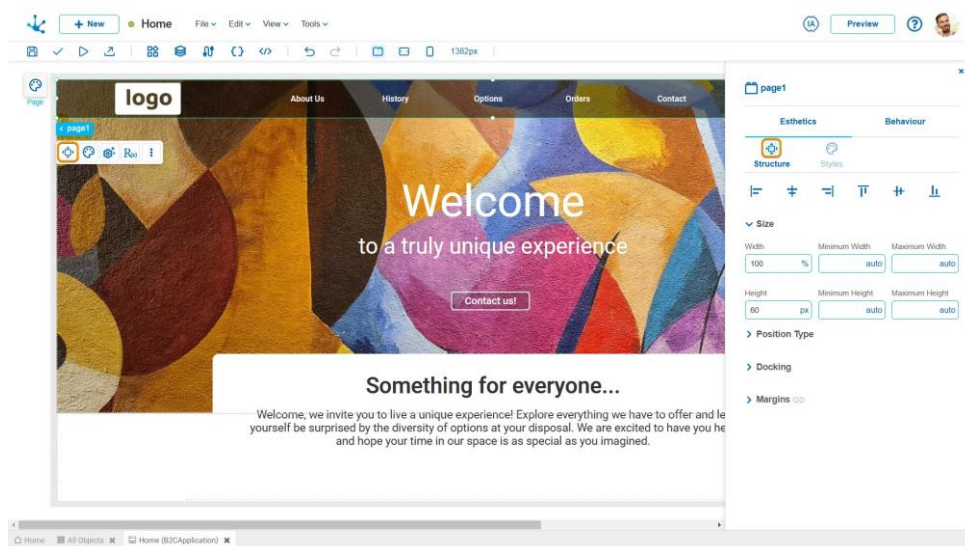 + New
Home
File
Edit
View
Tools
IA
Preview
?
1382px
Page
logo
About Us
History
Options
Orders
Contact
page1
R(x)
Welcome
to a truly unique experience
Contact us!
Something for everyone...
Welcome, we invite you to live a unique experience! Explore everything we have to offer and le
yourself be surprised by the diversity of options at your disposal. We are excited to have you he
and hope your time in our space is as special as you imagined.
page1
Esthetics
Behaviour
Structure
Styles
Size
Width
Minimum Width
Maximum Width
100 %
auto
auto
Height
Minimum Height
Maximum Height
60 px
auto
auto
Position Type
Docking
Margins
Home
All Objects
Home (B2CApplication)